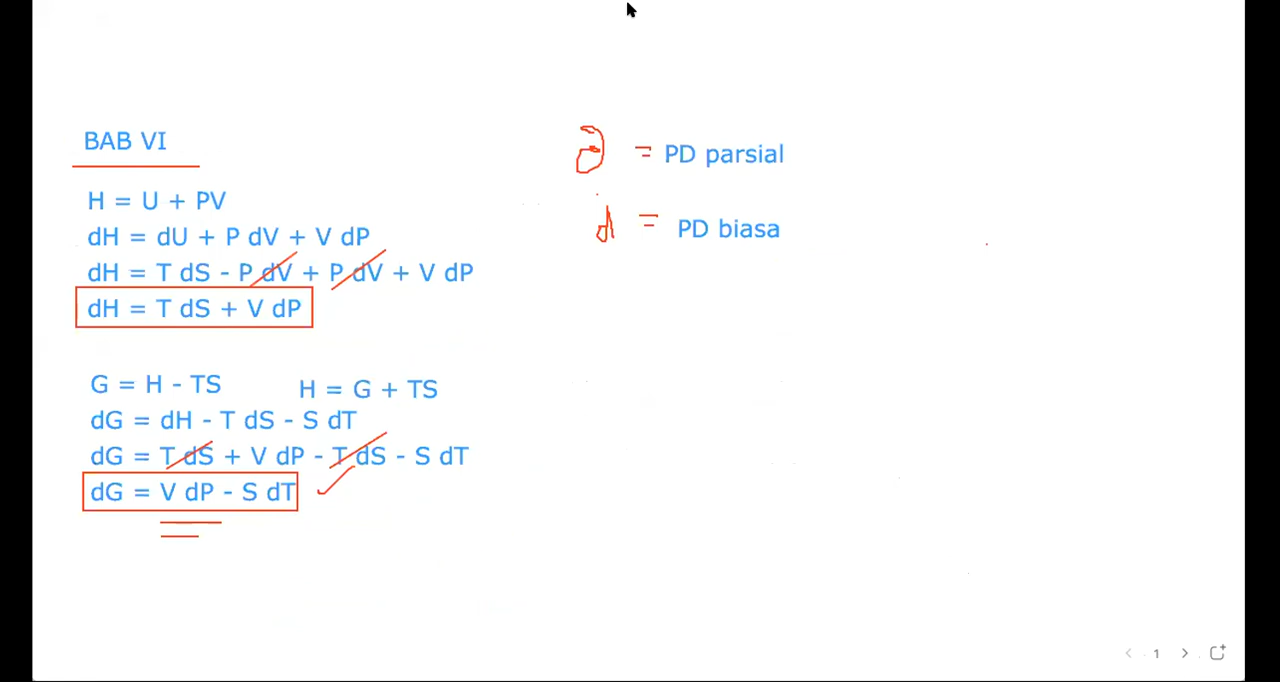 BAB VI
H = U + PV
dH = dU + P dV + V dP
dH = T dS - P dV + P dV + V dP
dH = T dS + V dP
G = H - TS
H = G + TS
dG = dH - T dS - S dT
dG = T dS + V dP - T dS - S dT
dG = V dP - S dT
∂ = PD parsial
d = PD biasa
1